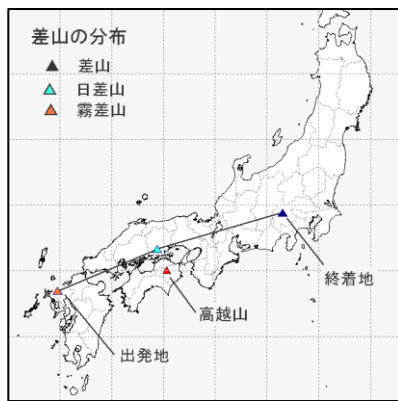 差山の分布
差山
日差山
霧差山
終着地
高越山
出発地